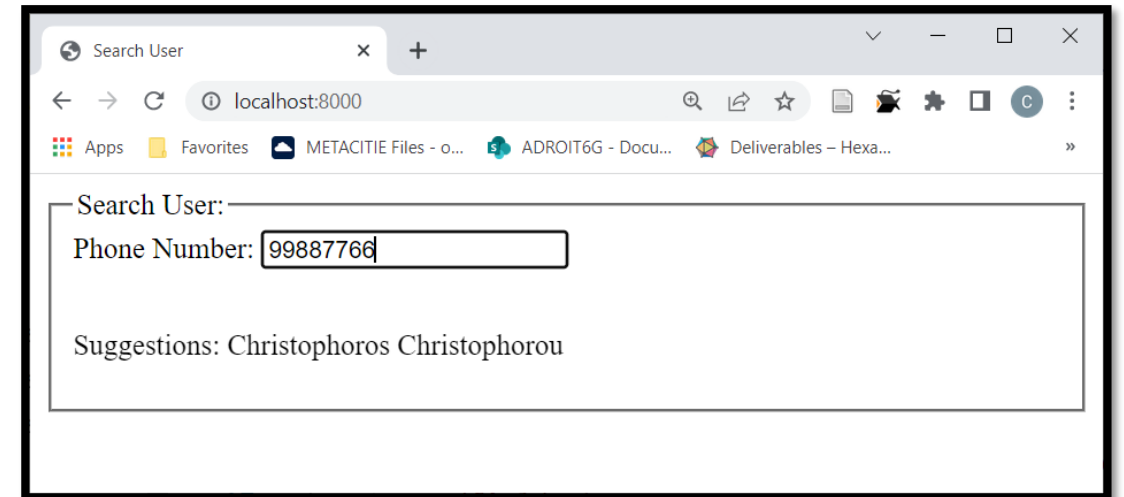 Search User
localhost:8000
C
Apps Favorites METACITIE Files - o... ADROIT6G - Docu... Deliverables – Hexa... »
Search User:
Phone Number: 99887766
Suggestions: Christophoros Christophorou